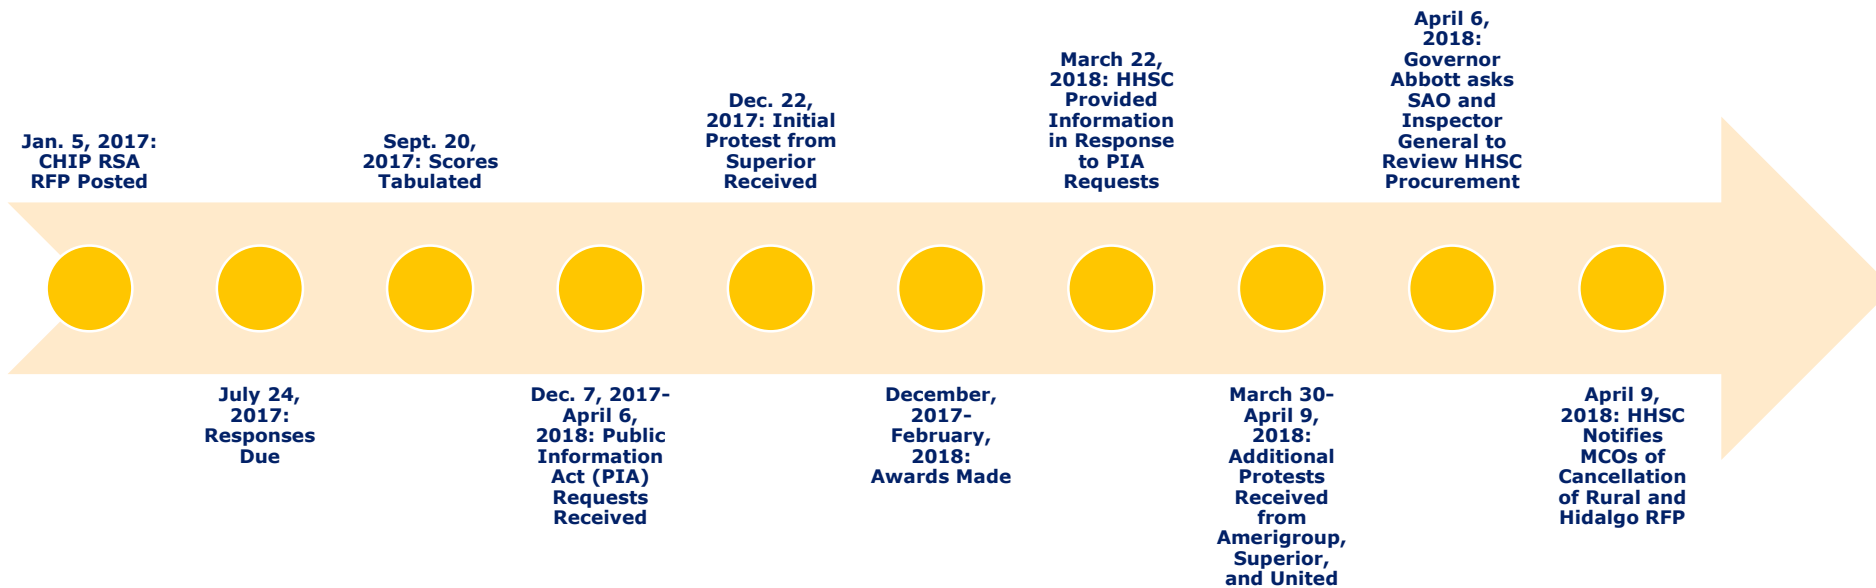 Jan. 5, 2017:
CHIP RSA
RFP Posted
July 24,
2017:
Responses
Due
Sept. 20,
2017: Scores
Tabulated
Dec. 7, 2017-
April 6,
2018: Public
Information
Act (PIA)
Requests
Received
Dec. 22,
2017: Initial
Protest from
Superior
Received
December,
2017-
February,
2018:
Awards Made
March 22,
2018: HHSC
Provided
Information
in Response
to PIA
Requests
March 30-
April 9,
2018:
Additional
Protests
Received
from
Amerigroup,
Superior,
and United
April 6,
2018:
Governor
Abbott asks
SAO and
Inspector
General to
Review HHSC
Procurement
April 9,
2018: HHSC
Notifies
MCOs of
Cancellation
of Rural and
Hidalgo RFP